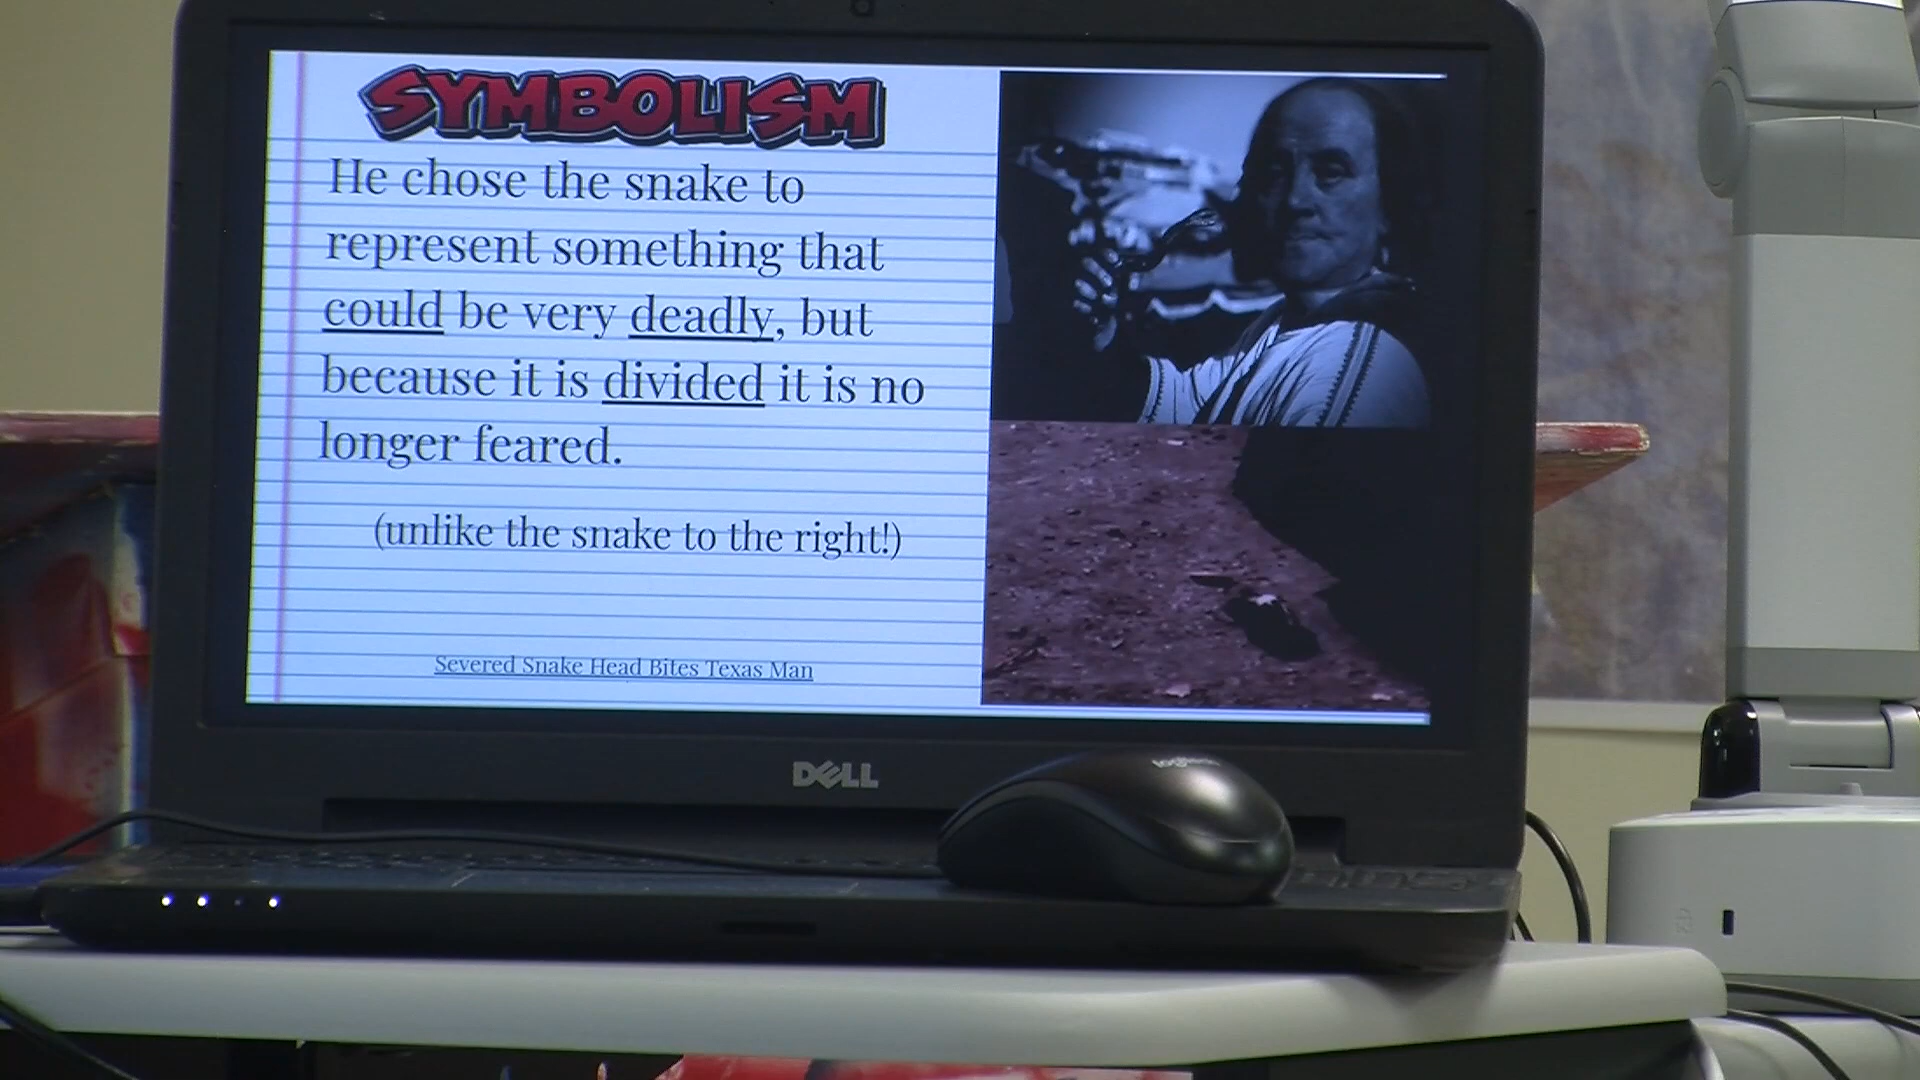 SYMBOLISM
He chose the snake to
represent something that
could be very deadly, but
because it is divided it is no
longer feared.
(unlike the snake to the right!)
Severed Snake Head Bites Texas Man
DELL
logitech